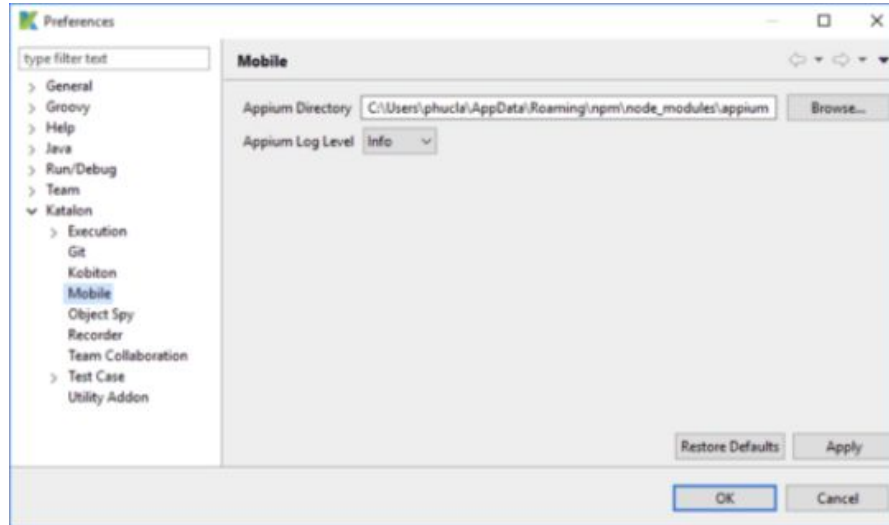 Preferences
type filter text
General
Groovy
Help
Java
Run/Debug
Team
Katalon
Execution
Git
Kobiton
Mobile
Object Spy
Recorder
Team Collaboration
Test Case
Utility Addon
Mobile
Appium Directory C:\Users\phucla\AppData\Roaming\npm\node_modules\appium Browse...
Appium Log Level Info
Restore Defaults Apply
OK Cancel